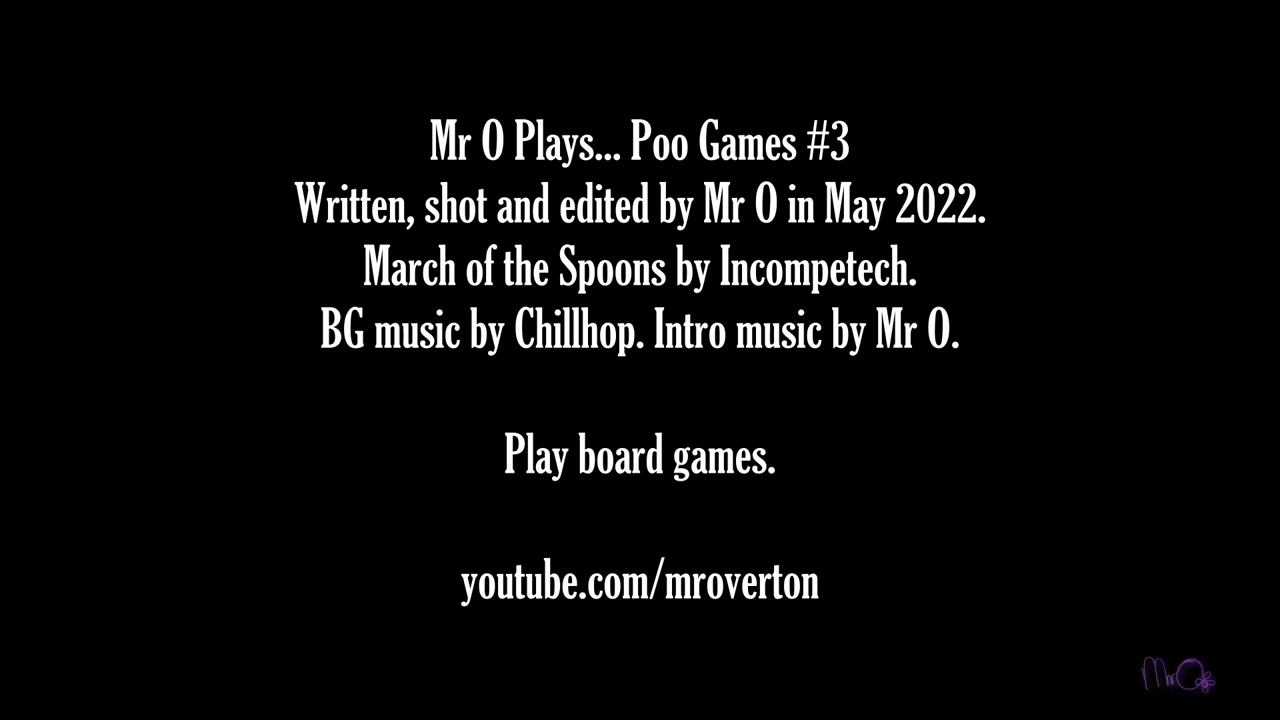 Mr O Plays... Poo Games #3
Written, shot and edited by Mr O in May 2022.
March of the Spoons by Incompetech.
BG music by Chillhop. Intro music by Mr O.
Play board games.
youtube.com/mroverton
MrO